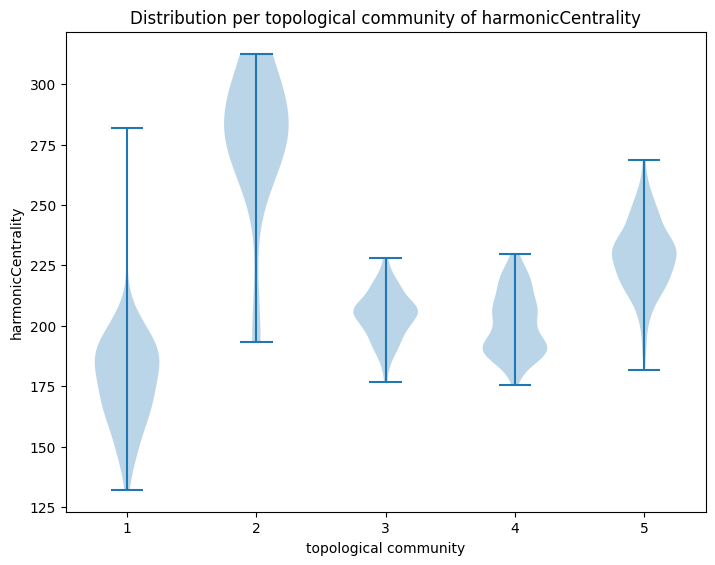 Distribution per topological community of harmonicCentrality
harmonicCentrality
300
275
250
225
200
175
150
125
1 2 3 4 5
topological community